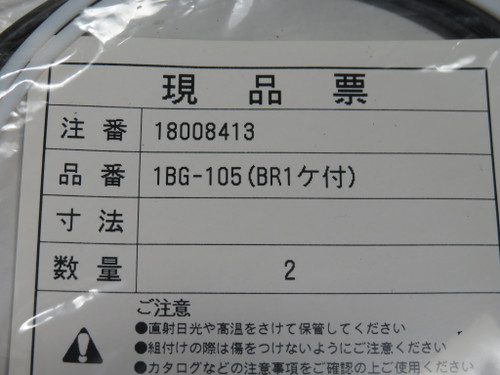 現品票
注番 18008413
品番 1BG-105(BR1ケ付)
寸法
数量 2
ご注意
●直射日光や高温をさけて保管してください
●組付けの際は傷をつけないようにご注意ください
●カタログなどの注意事項をご確認の上ご使用ください